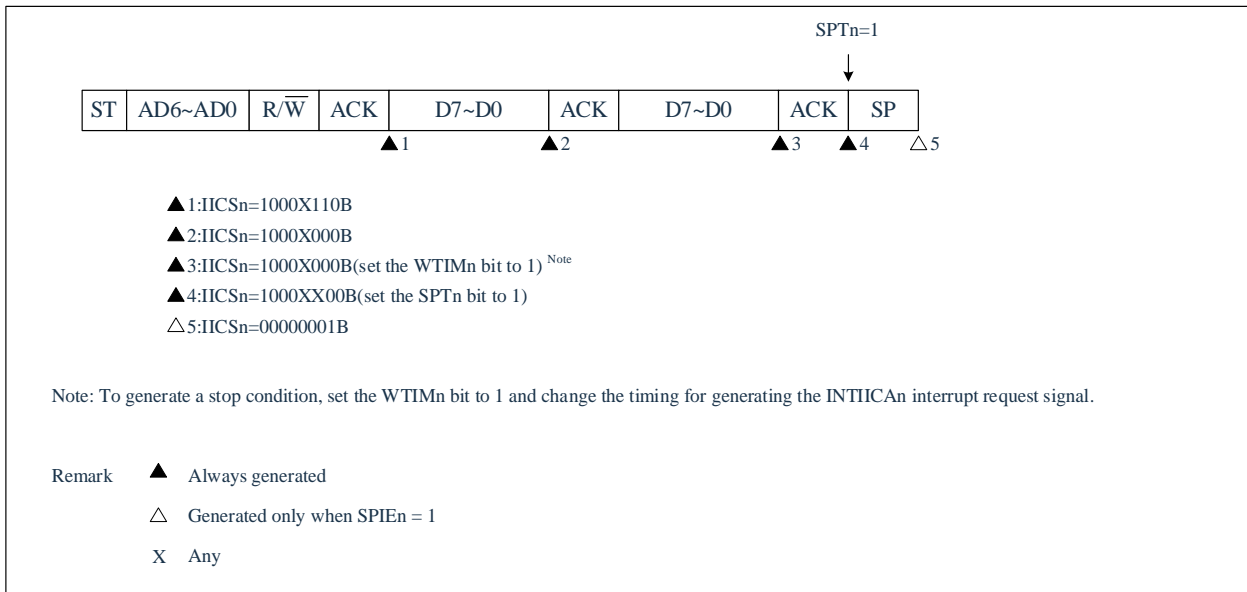 SPTn=1
ST AD6~AD0 R/W̅ ACK D7~D0 ACK D7~D0 ACK SP
▲1 ▲2 ▲3 ▲4 △5
▲1:IICSn=1000X110B
▲2:IICSn=1000X000B
▲3:IICSn=1000X000B(set the WTIMn bit to 1) Note
▲4:IICSn=1000XX00B(set the SPTn bit to 1)
△5:IICSn=00000001B
Note: To generate a stop condition, set the WTIMn bit to 1 and change the timing for generating the INTIICAn interrupt request signal.
Remark ▲ Always generated
△ Generated only when SPIEn = 1
X Any